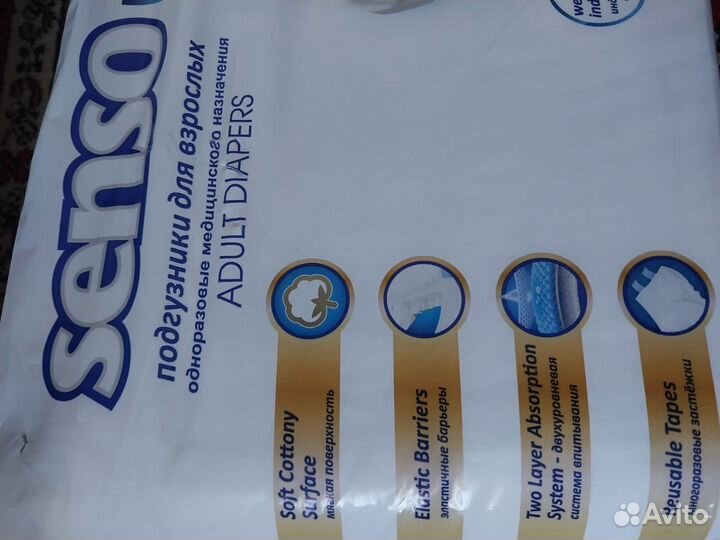 senso
подгузники для взрослых
одноразовые медицинского назначения
ADULT DIAPERS
Soft Cottony
Surface
мягкая поверхность
Elastic Barriers
эластичные барьеры
Two Layer Absorption
System - двухуровневая
система впитывания
Reusable Tapes
многоразовые застёжки
Avito